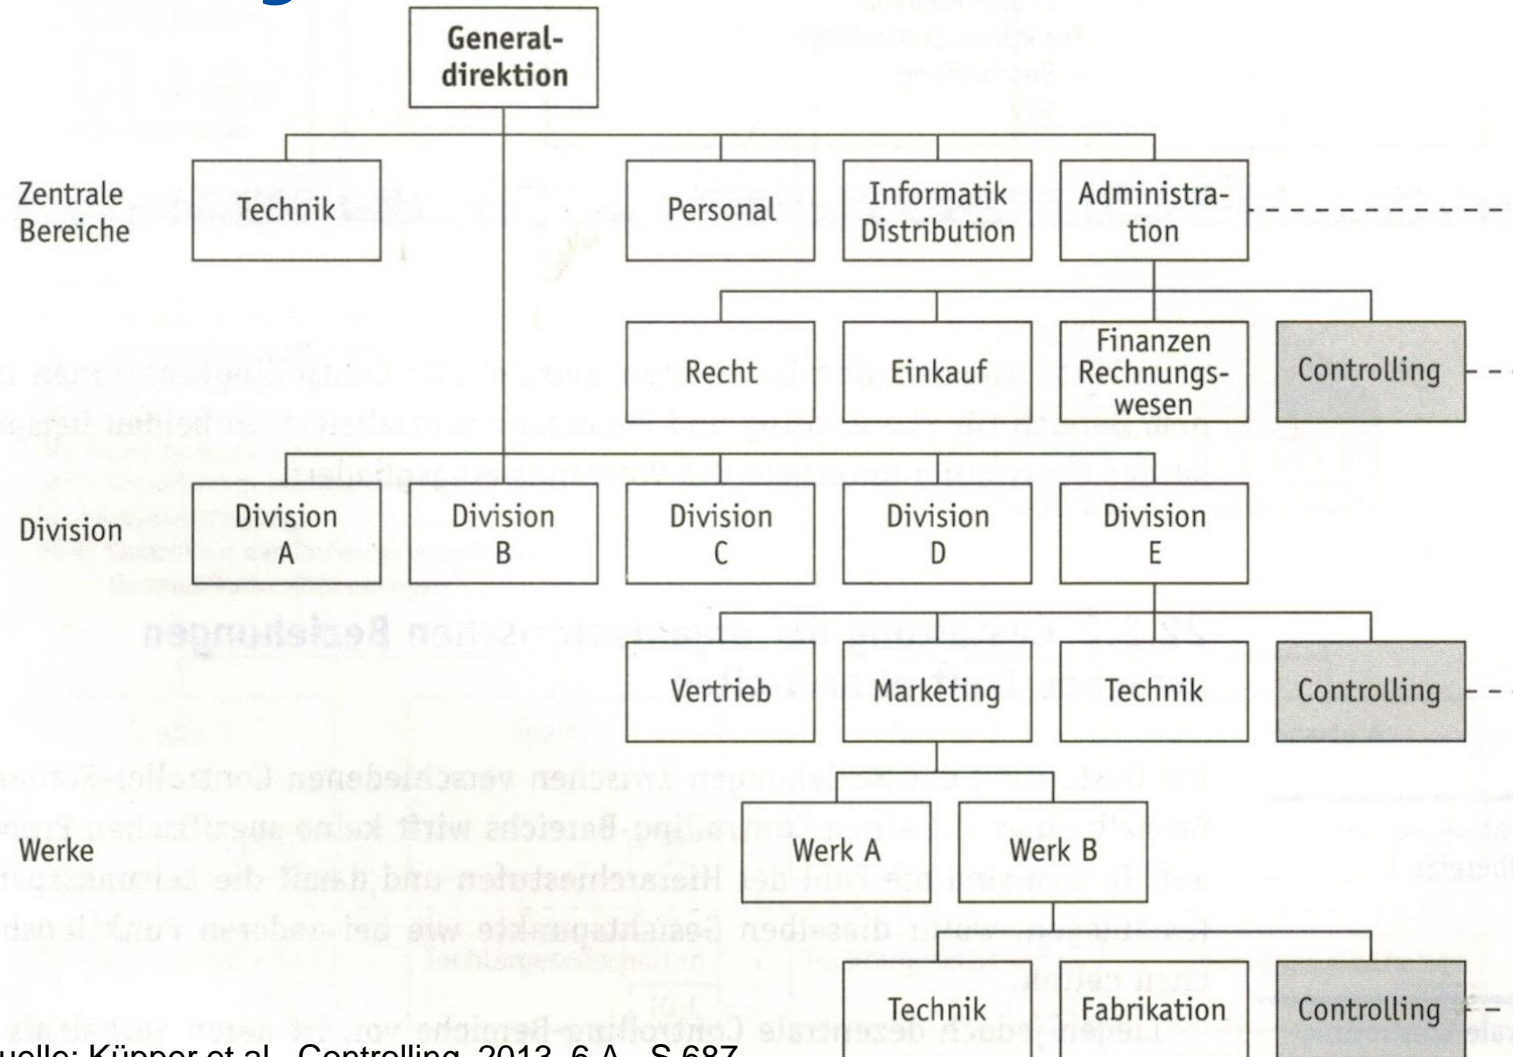 General-
direktion
Zentrale
Bereiche
Technik
Personal
Informatik
Distribution
Administra-
tion
Recht
Einkauf
Finanzen
Rechnungs-
wesen
Controlling
Division
Division
A
Division
B
Division
C
Division
D
Division
E
Vertrieb
Marketing
Technik
Controlling
Werke
Werk A
Werk B
Technik
Fabrikation
Controlling
uelle: Küpper et al., Controlling, 2013, 6.A., S.687